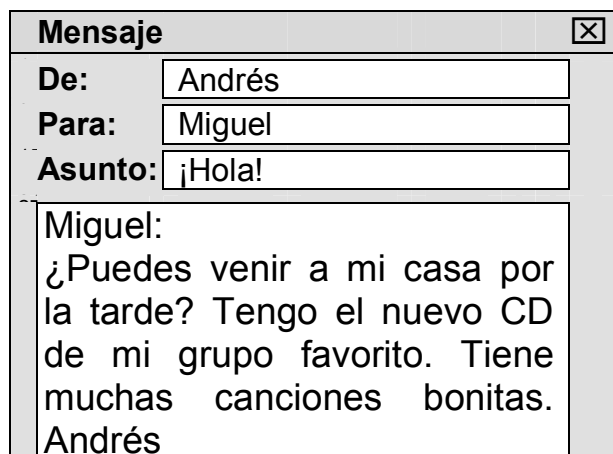 Mensaje
De: Andrés
Para: Miguel
Asunto: ¡Hola!
Miguel:
¿Puedes venir a mi casa por
la tarde? Tengo el nuevo CD
de mi grupo favorito. Tiene
muchas canciones bonitas.
Andrés